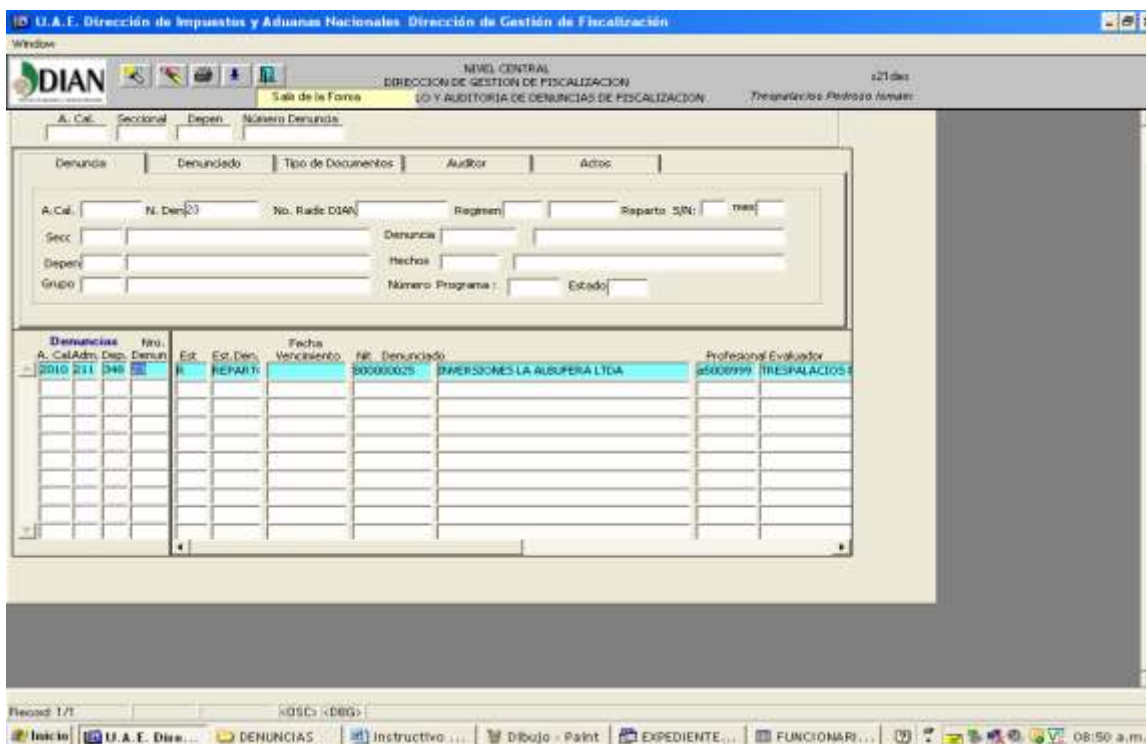 U.A.E. Dirección de Impuestos y Aduanas Nacionales Dirección de Gestión de Fiscalización
Window
DIAN
NIVEL CENTRAL
DIRECCION DE GESTION DE FISCALIZACION
Salir de la Forma
LO Y AUDITORIA DE DENUNCIAS DE FISCALIZACION
A. Cal. Seccional Depen Número Denuncia
Denuncia Denunciado Tipo de Documentos Auditor Actos
A.Cal. N. Den 23 No. Radic DIAN Regimen Reparto S/N:
Secc Denuncia
Depen Hechos
Grupo Número Programa : Estado
Denuncias Nro. Fecha
A. Cal. Adm. Dep. Denun Est Est.Den. Vencimiento Nit Denunciado Profesional Evaluador
2010 211 R REPARTO 800000025 INVERSIONES LA ALBUFERA LTDA TRESPALACIOS
Record: 1/1 <OSC> <DBG>
Inicio U.A.E. Dire... DENUNCIAS Instructivo ... Dibujo - Paint EXPEDIENTE... FUNCIONARI... 08:50 a.m.